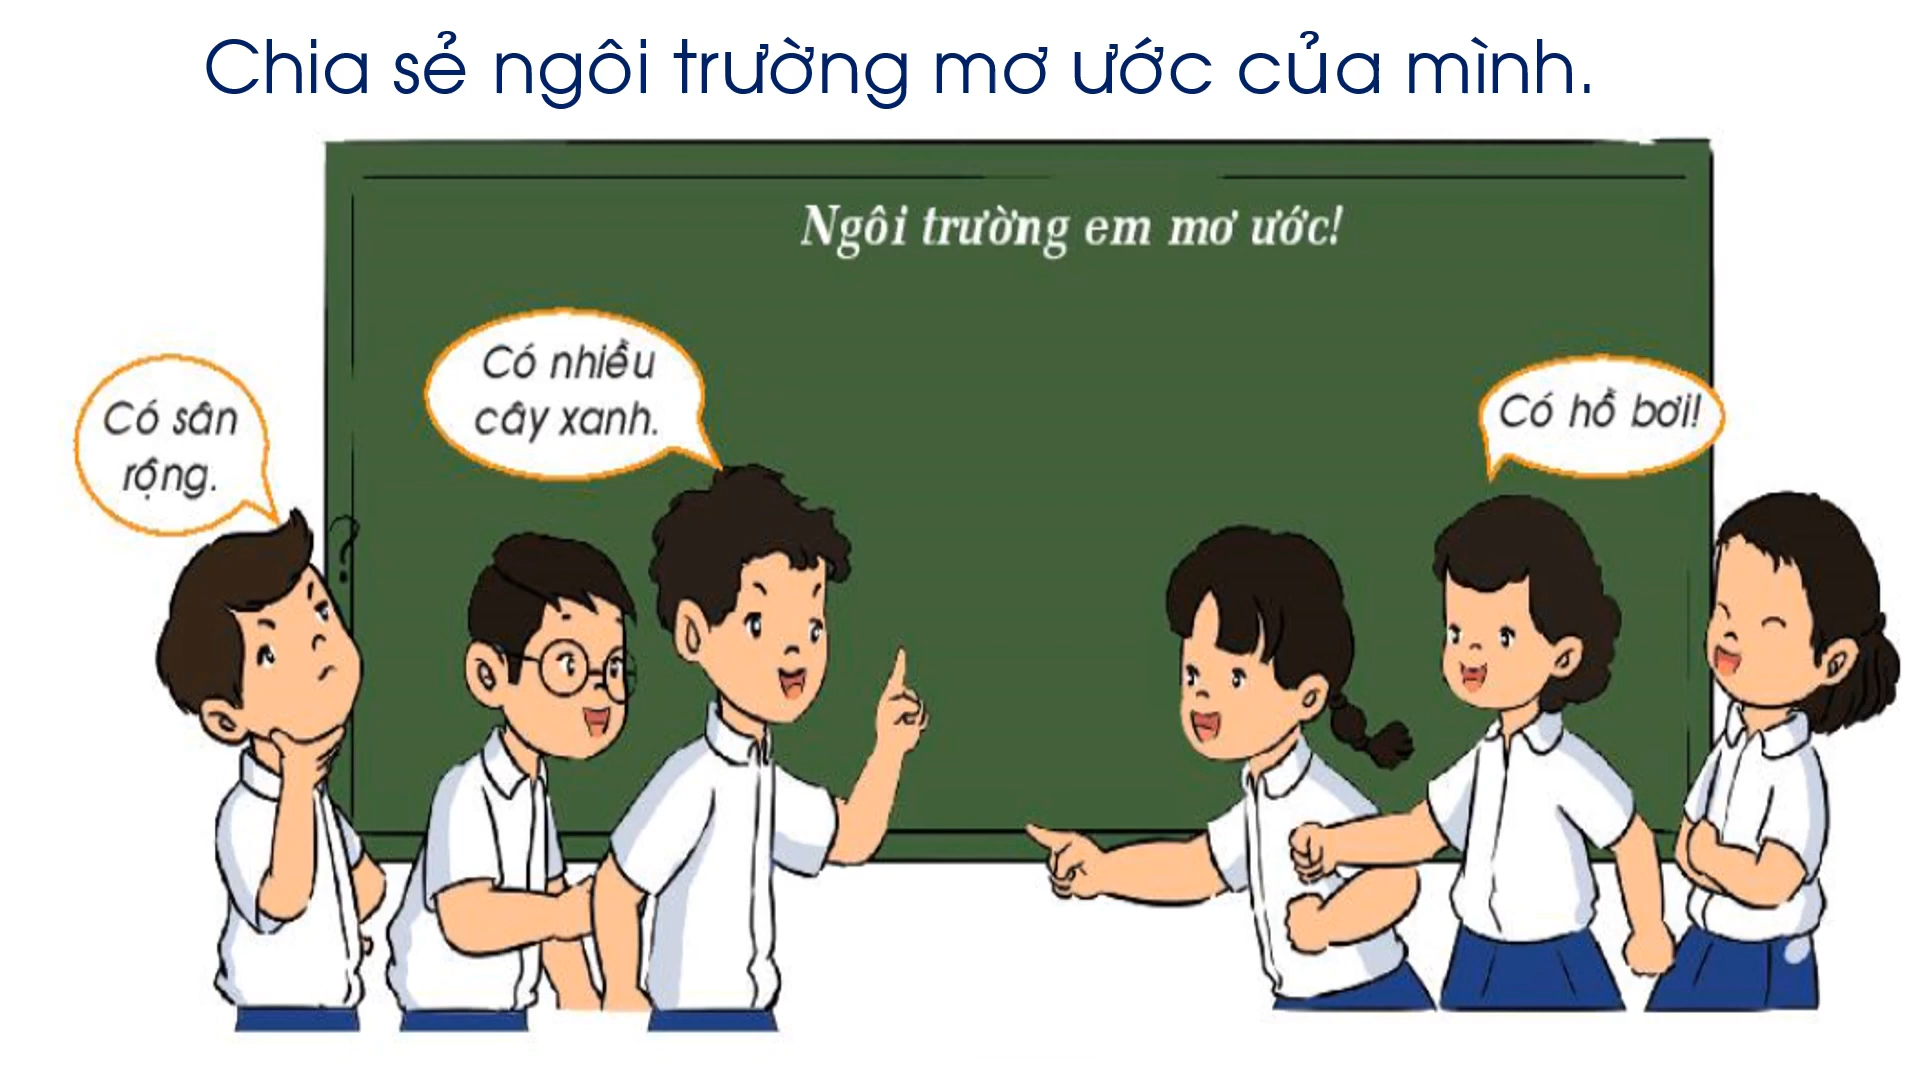 Chia sẻ ngôi trường mơ ước của mình.
Ngôi trường em mơ ước!
Có sân
rộng.
Có nhiều
cây xanh.
Có hồ bơi!
?